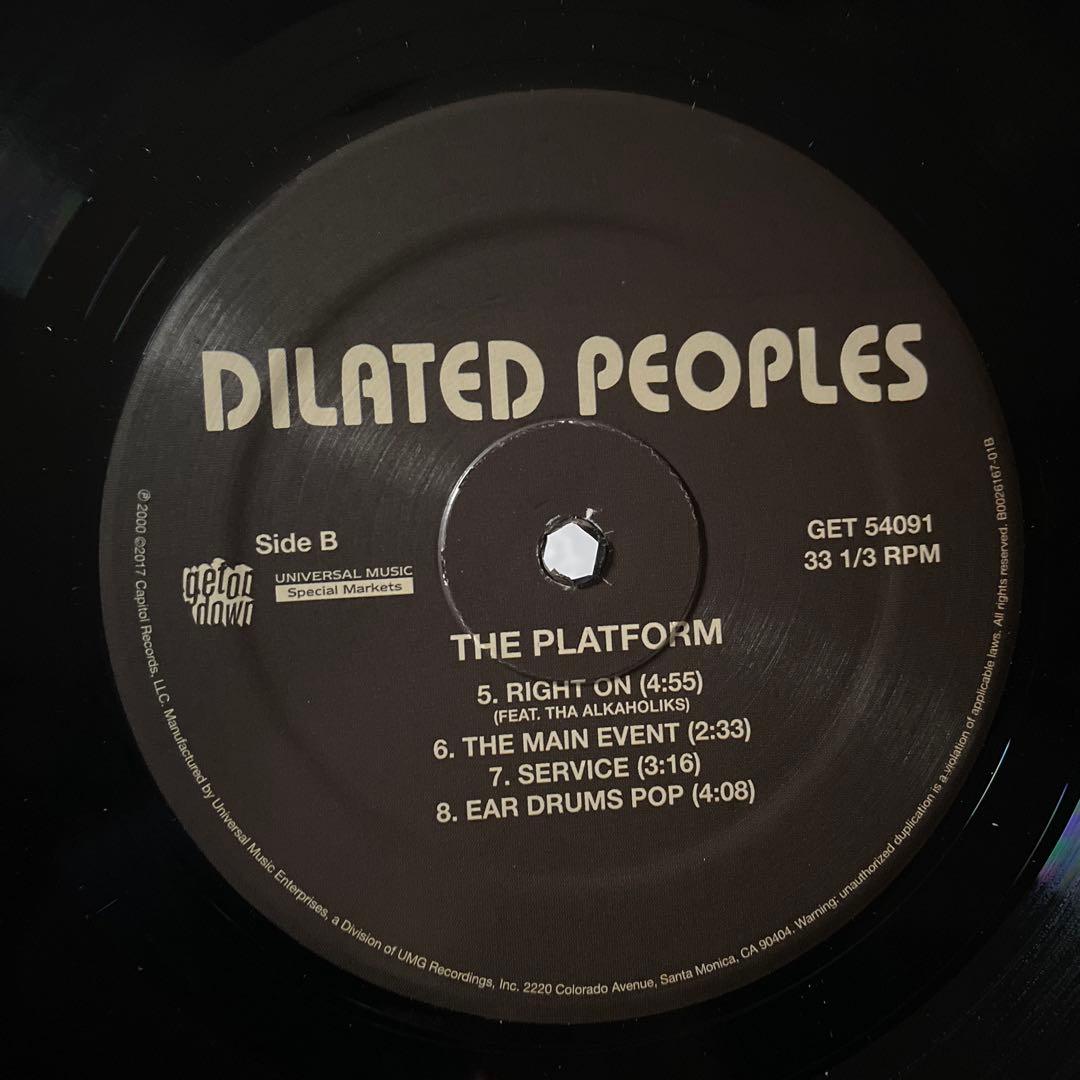 DILATED PEOPLES
Side B
get on
down
UNIVERSAL MUSIC
Special Markets
GET 54091
33 1/3 RPM
THE PLATFORM
5. RIGHT ON (4:55)
(FEAT. THA ALKAHOLIKS)
6. THE MAIN EVENT (2:33)
7. SERVICE (3:16)
8. EAR DRUMS POP (4:08)
℗ 2000 ©2017 Capitol Records, LLC. Manufactured by Universal Music Enterprises, a Division of UMG Recordings, Inc. 2220 Colorado Avenue, Santa Monica, CA 90404. Warning: unauthorized duplication is a violation of applicable laws. All rights reserved. B0026167-01B